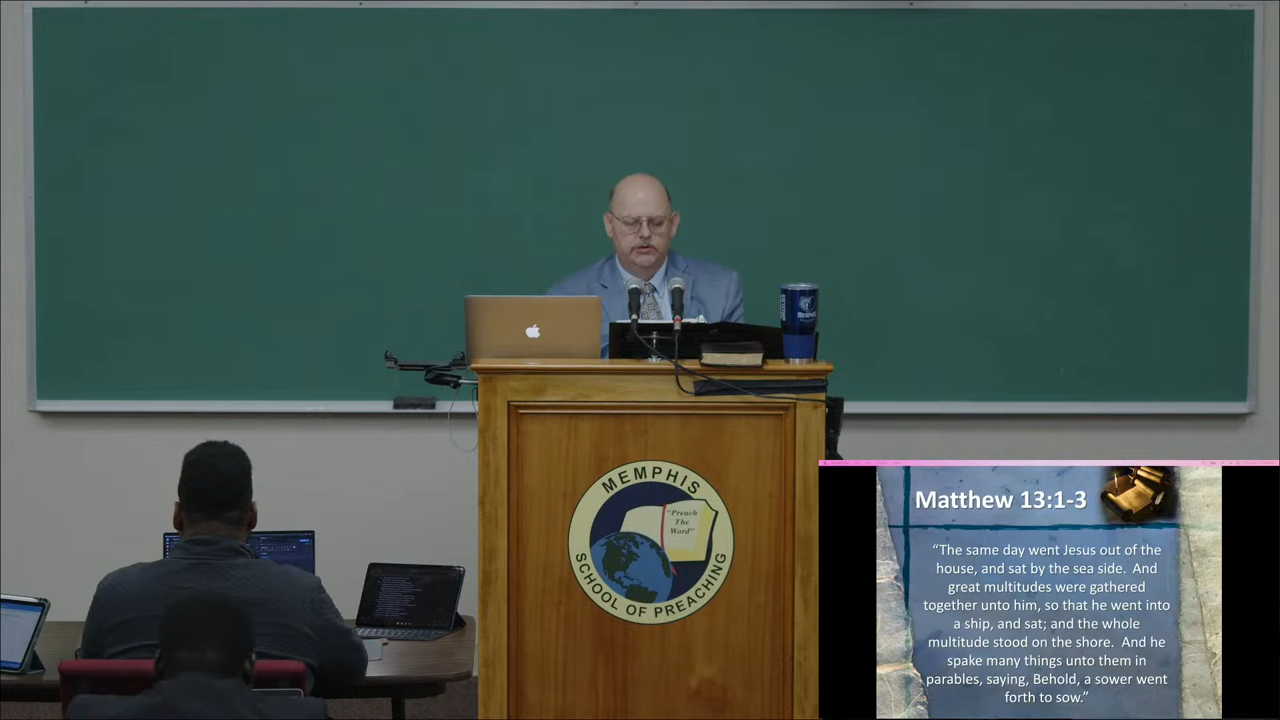 MEMPHIS
"Preach
The
Word"
SCHOOL OF PREACHING
Matthew 13:1-3
“The same day went Jesus out of the
house, and sat by the sea side.  And
great multitudes were gathered
together unto him, so that he went into
a ship, and sat; and the whole
multitude stood on the shore.  And he
spake many things unto them in
parables, saying, Behold, a sower went
forth to sow.”